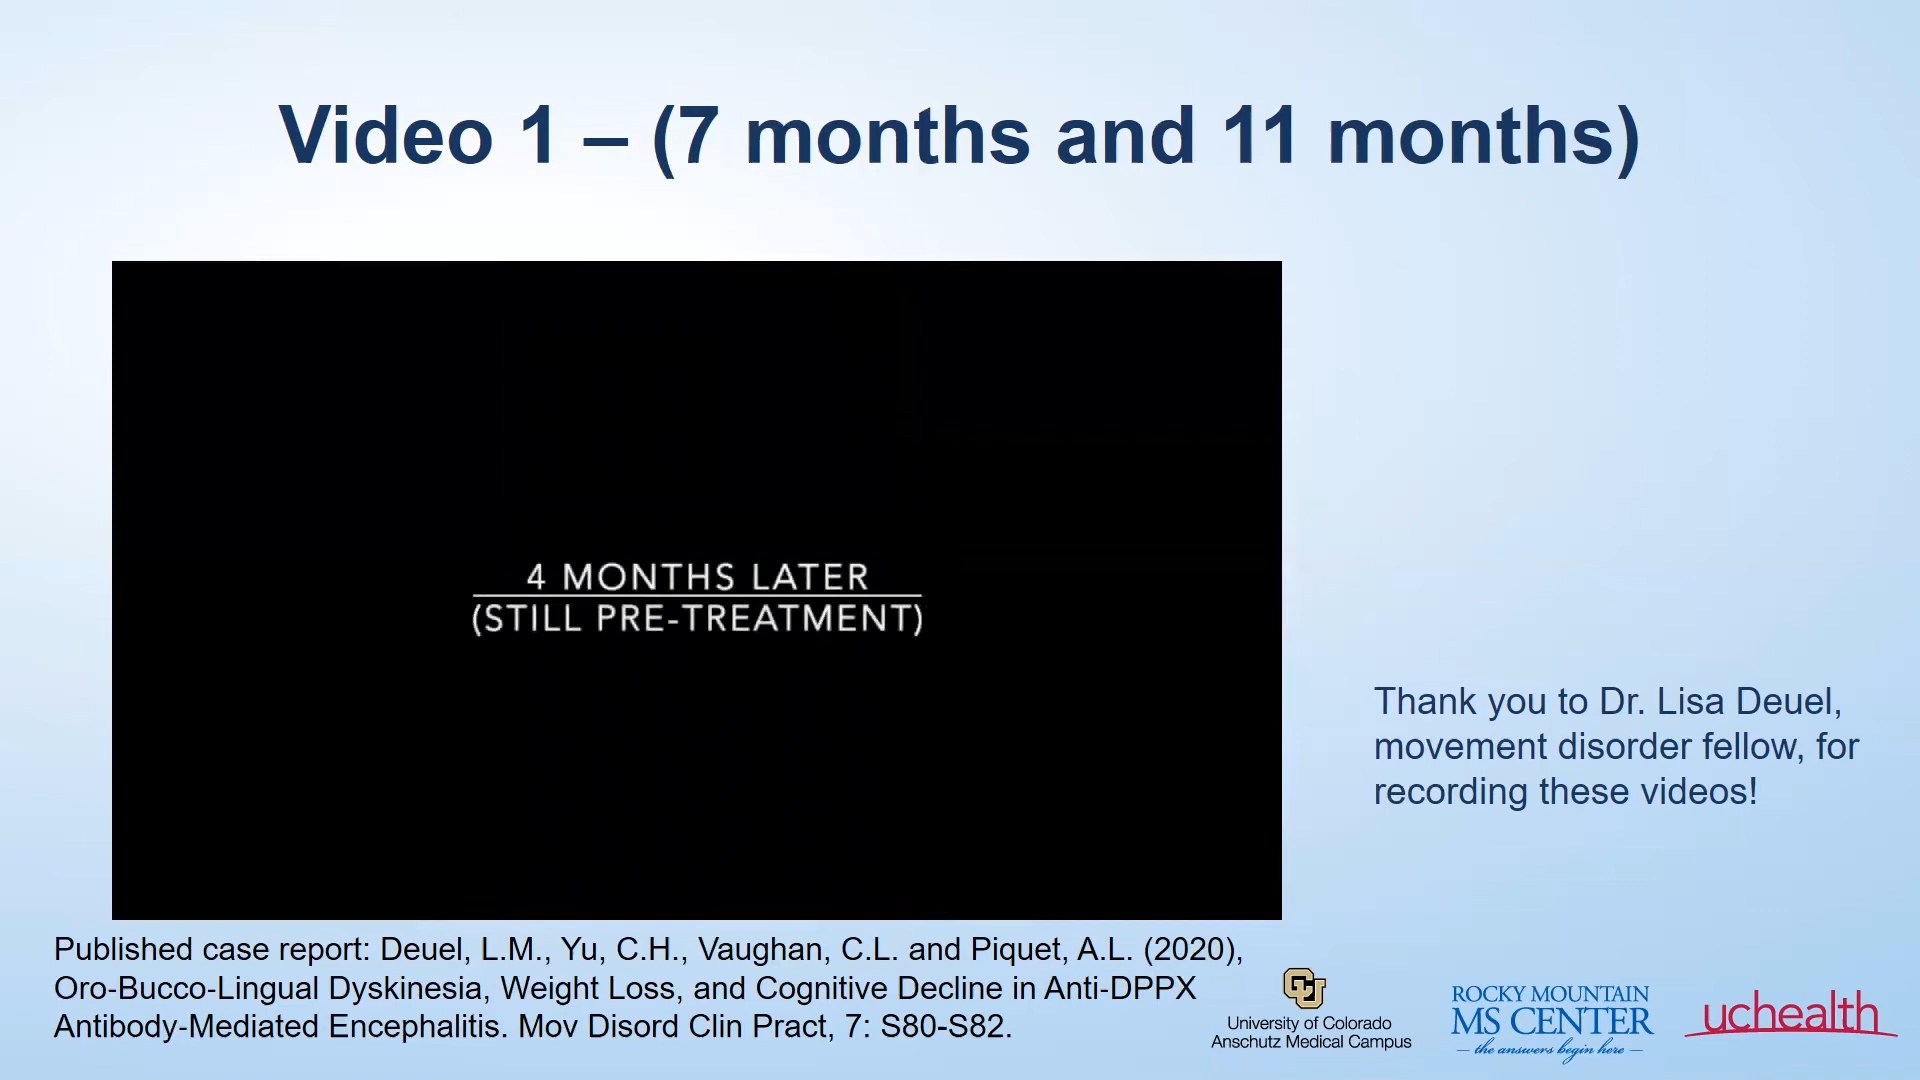 Video 1 – (7 months and 11 months)
4 MONTHS LATER
(STILL PRE-TREATMENT)
Thank you to Dr. Lisa Deuel,
movement disorder fellow, for
recording these videos!
Published case report: Deuel, L.M., Yu, C.H., Vaughan, C.L. and Piquet, A.L. (2020),
Oro-Bucco-Lingual Dyskinesia, Weight Loss, and Cognitive Decline in Anti-DPPX
Antibody-Mediated Encephalitis. Mov Disord Clin Pract, 7: S80-S82.
CU
University of Colorado
Anschutz Medical Campus
ROCKY MOUNTAIN
MS CENTER
— the answers begin here —
uchealth